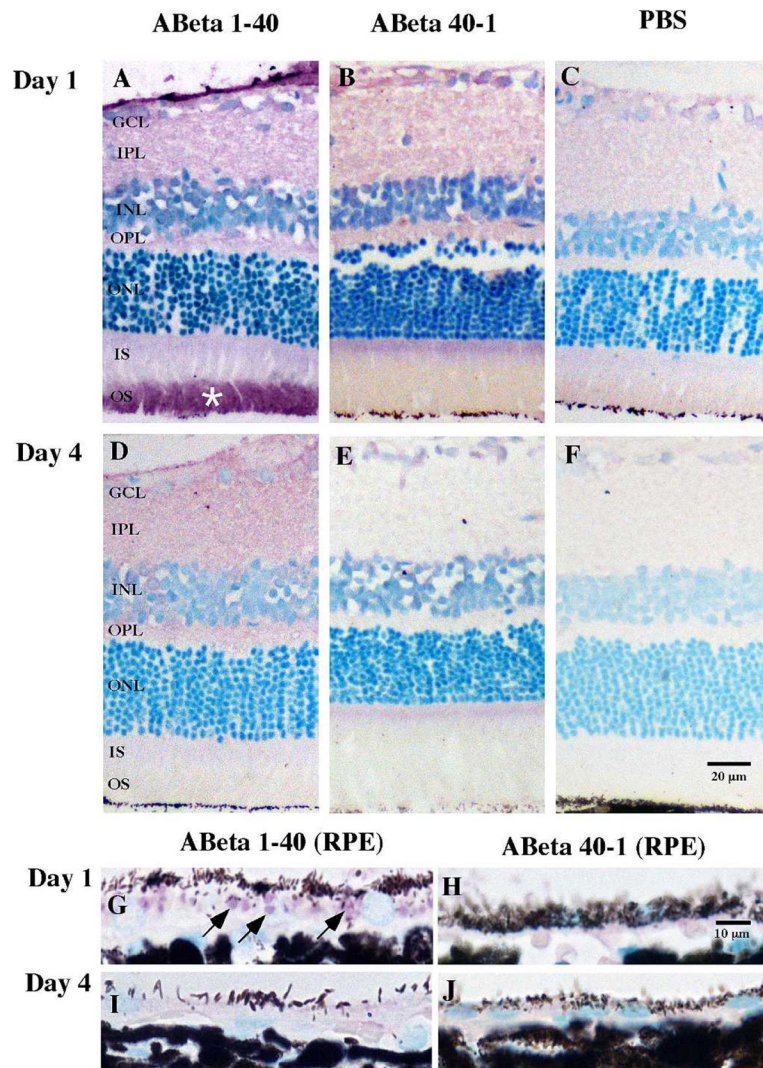 ABeta 1-40 ABeta 40-1 PBS
Day 1
A B C
GCL
IPL
INL
OPL
ONL
IS
OS *
Day 4
D E F
GCL
IPL
INL
OPL
ONL
IS
OS
20 µm
ABeta 1-40 (RPE) ABeta 40-1 (RPE)
Day 1
G H
10 µm
Day 4
I J